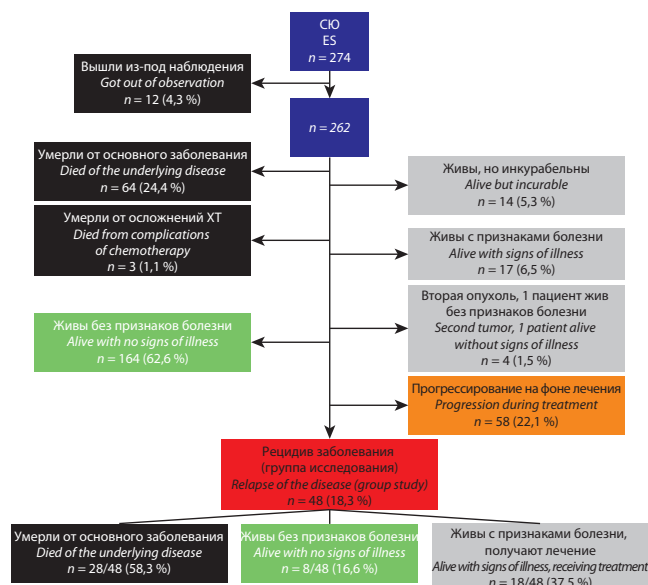 СЮ
ES
n = 274
Вышли из-под наблюдения
Got out of observation
n = 12 (4,3 %)
n = 262
Умерли от основного заболевания
Died of the underlying disease
n = 64 (24,4 %)
Живы, но инкурабельны
Alive but incurable
n = 14 (5,3 %)
Умерли от осложнений ХТ
Died from complications
of chemotherapy
n = 3 (1,1 %)
Живы с признаками болезни
Alive with signs of illness
n = 17 (6,5 %)
Живы без признаков болезни
Alive with no signs of illness
n = 164 (62,6 %)
Вторая опухоль, 1 пациент жив
без признаков болезни
Second tumor, 1 patient alive
without signs of illness
n = 4 (1,5 %)
Прогрессирование на фоне лечения
Progression during treatment
n = 58 (22,1 %)
Рецидив заболевания
(группа исследования)
Relapse of the disease (group study)
n = 48 (18,3 %)
Умерли от основного заболевания
Died of the underlying disease
n = 28/48 (58,3 %)
Живы без признаков болезни
Alive with no signs of illness
n = 8/48 (16,6 %)
Живы с признаками болезни,
получают лечение
Alive with signs of illness, receiving treatment
n = 18/48 (37,5 %)